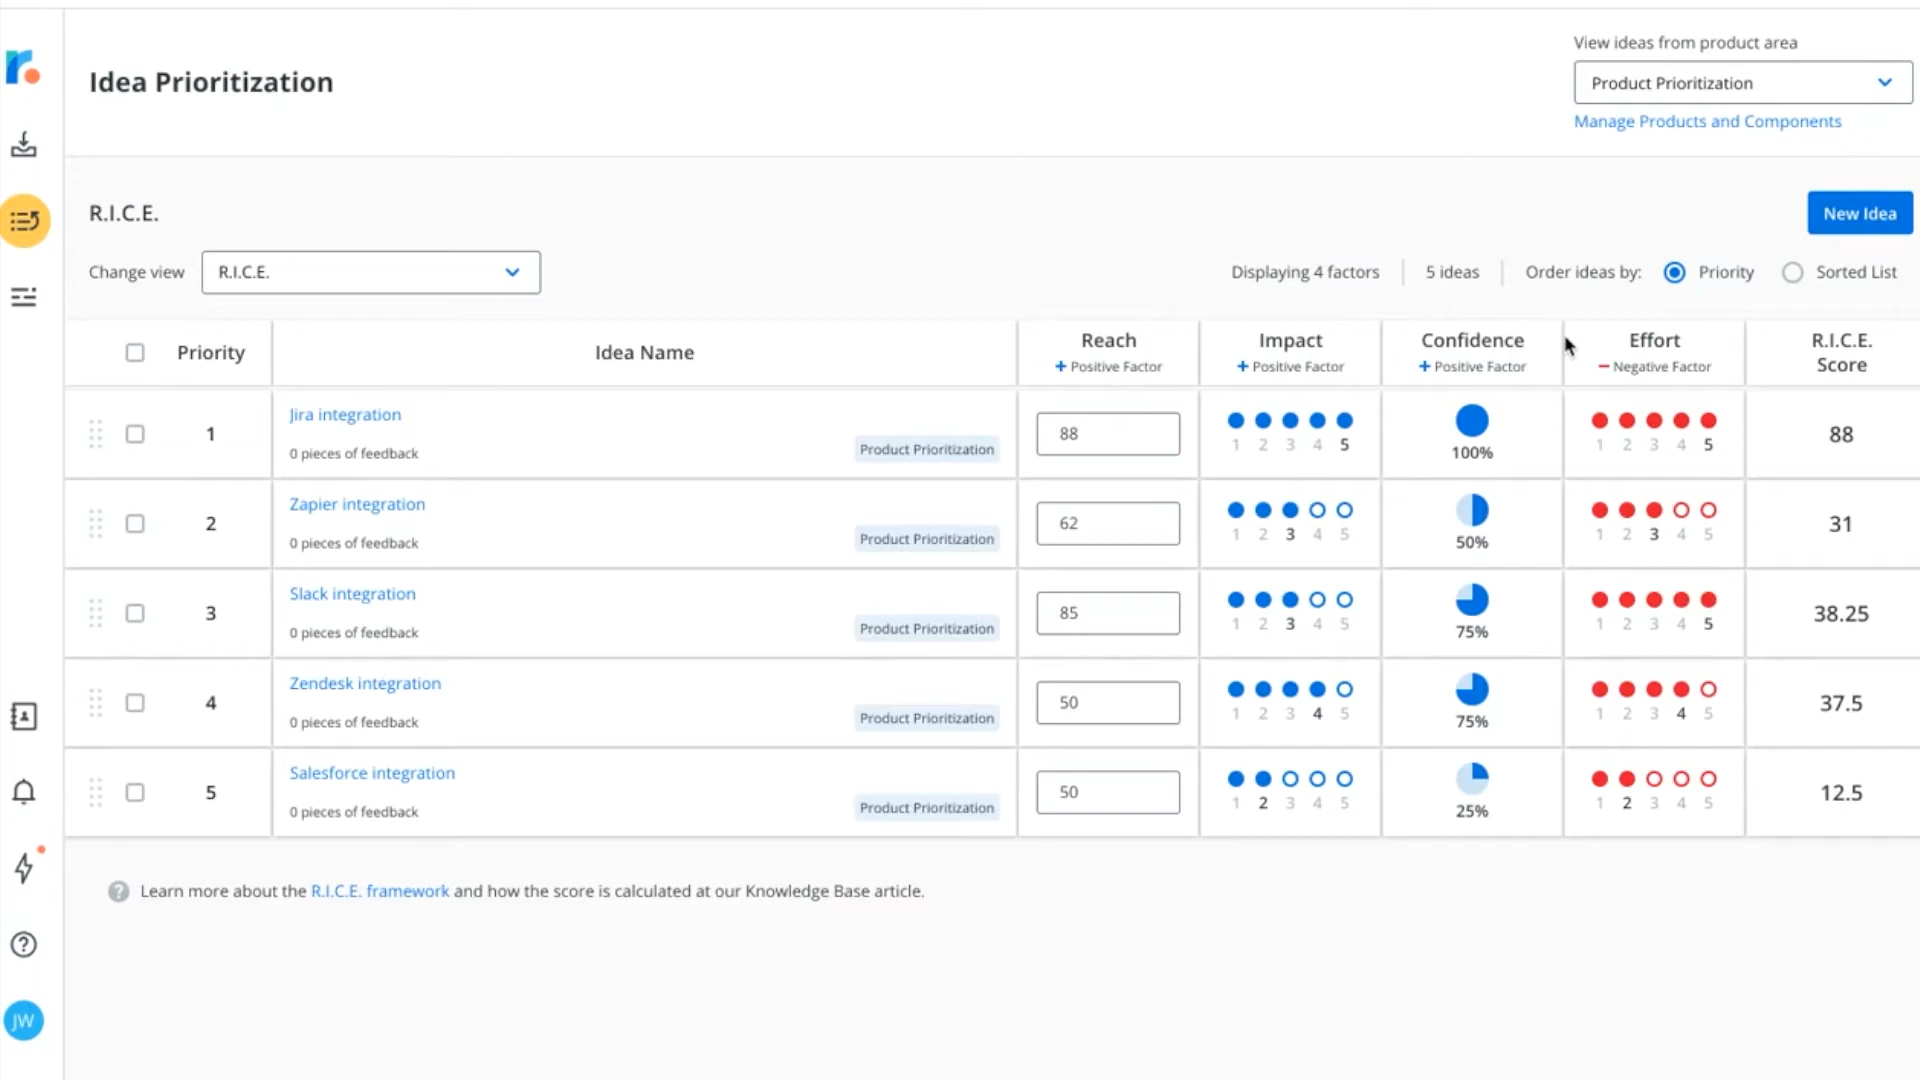 View ideas from product area
Idea Prioritization
Product Prioritization
Manage Products and Components
R.I.C.E.
New Idea
Change view R.I.C.E. Displaying 4 factors 5 ideas Order ideas by: Priority Sorted List
Priority Idea Name Reach Impact Confidence Effort R.I.C.E. Score
+ Positive Factor + Positive Factor + Positive Factor − Negative Factor
1 Jira integration 88 1 2 3 4 5 100% 1 2 3 4 5 88
0 pieces of feedback Product Prioritization
2 Zapier integration 62 1 2 3 4 5 50% 1 2 3 4 5 31
0 pieces of feedback Product Prioritization
3 Slack integration 85 1 2 3 4 5 75% 1 2 3 4 5 38.25
0 pieces of feedback Product Prioritization
4 Zendesk integration 50 1 2 3 4 5 75% 1 2 3 4 5 37.5
0 pieces of feedback Product Prioritization
5 Salesforce integration 50 1 2 3 4 5 25% 1 2 3 4 5 12.5
0 pieces of feedback Product Prioritization
? Learn more about the R.I.C.E. framework and how the score is calculated at our Knowledge Base article.
r.
?
JW